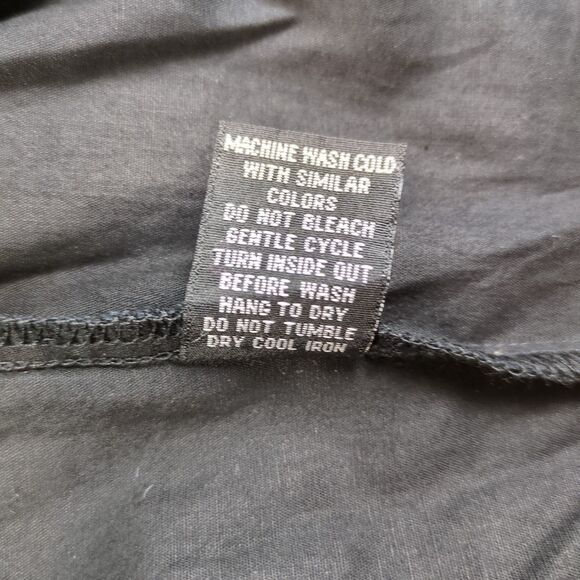 MACHINE WASH COLD
WITH SIMILAR
COLORS
DO NOT BLEACH
GENTLE CYCLE
TURN INSIDE OUT
BEFORE WASH
HANG TO DRY
DO NOT TUMBLE
DRY COOL IRON